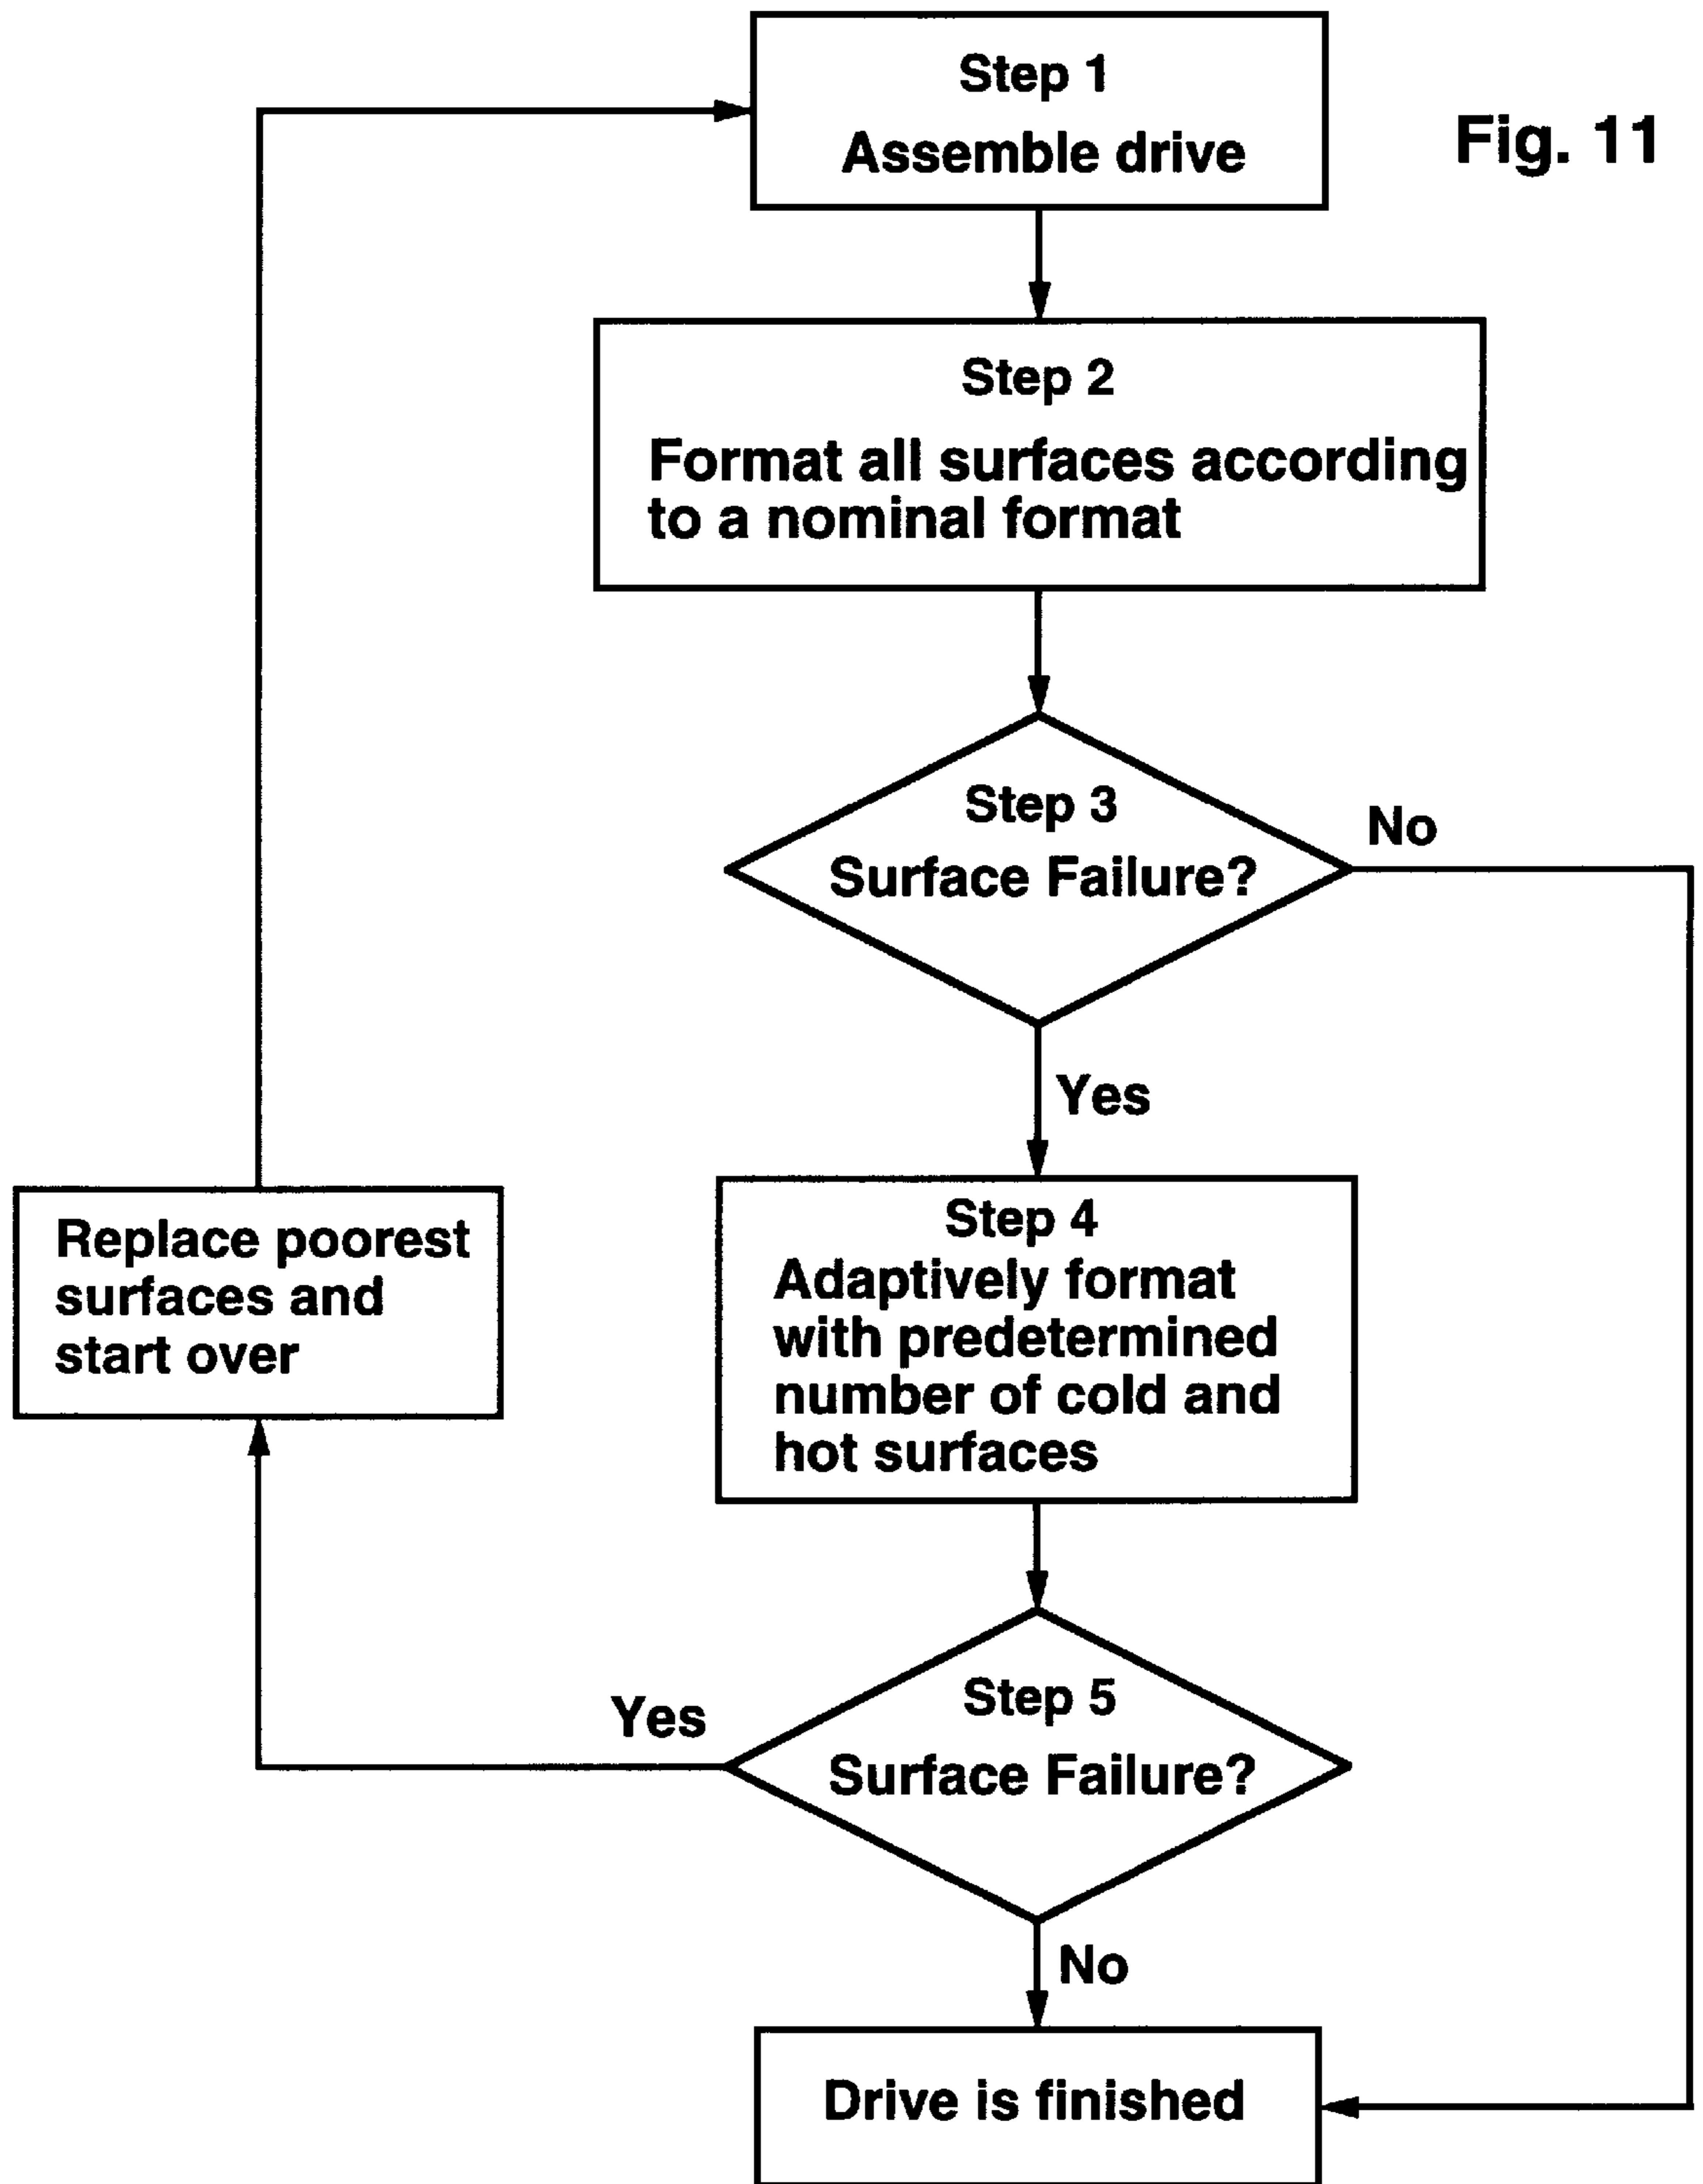 Fig. 11
Step 1
Assemble drive
Step 2
Format all surfaces according
to a nominal format
Step 3
Surface Failure?
No
Yes
Step 4
Adaptively format
with predetermined
number of cold and
hot surfaces
Replace poorest
surfaces and
start over
Step 5
Surface Failure?
Yes
No
Drive is finished